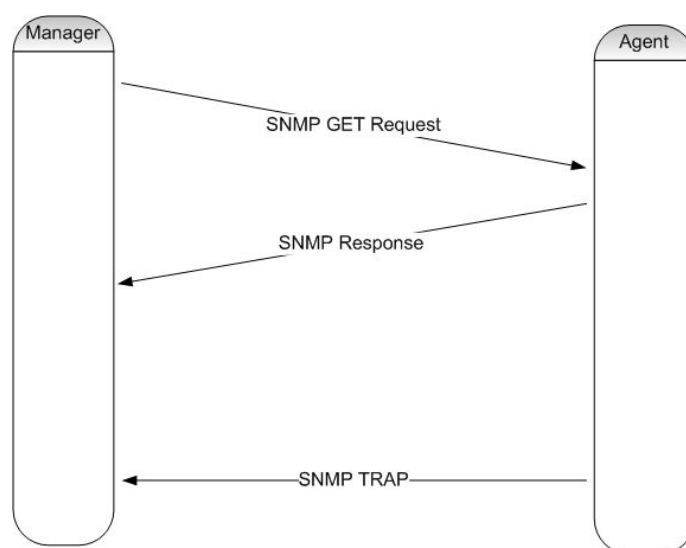 Manager
Agent
SNMP GET Request
SNMP Response
SNMP TRAP